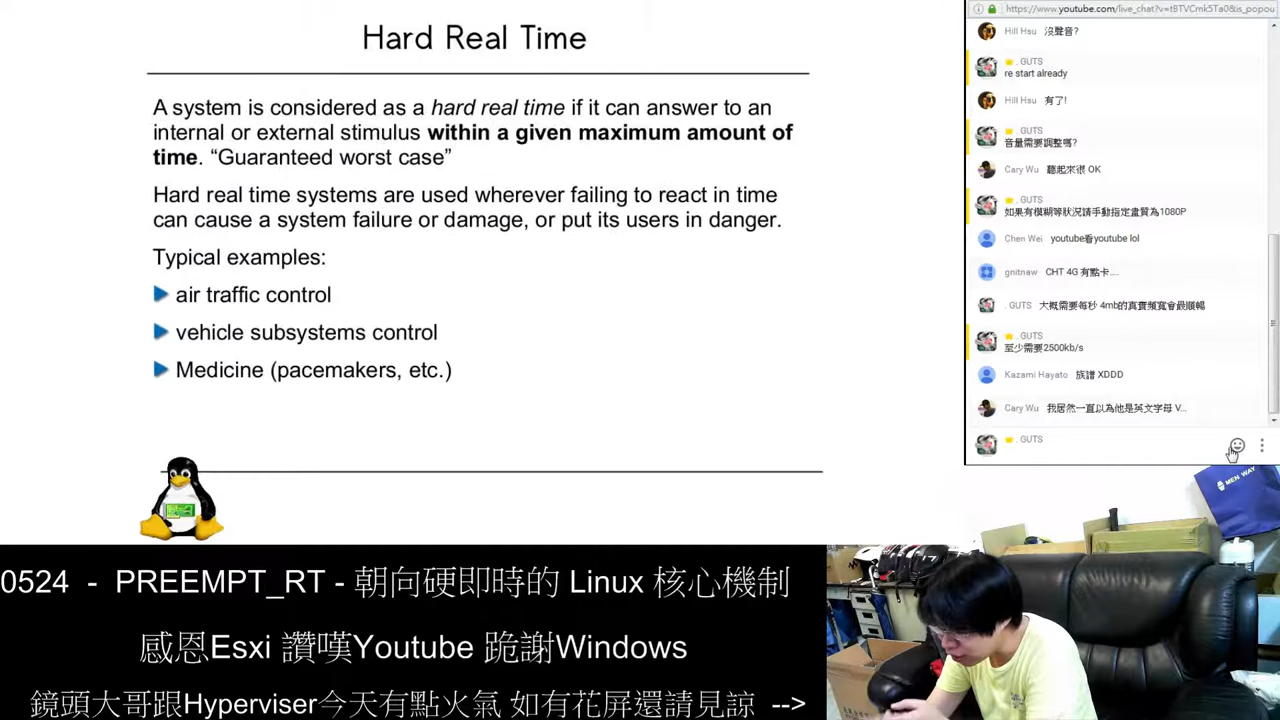 Hard Real Time
A system is considered as a hard real time if it can answer to an
internal or external stimulus within a given maximum amount of
time. “Guaranteed worst case”
Hard real time systems are used wherever failing to react in time
can cause a system failure or damage, or put its users in danger.
Typical examples:
air traffic control
vehicle subsystems control
Medicine (pacemakers, etc.)
0524 - PREEMPT_RT - 朝向硬即時的 Linux 核心機制
感恩Esxi 讚嘆Youtube 跪謝Windows
鏡頭大哥跟Hyperviser今天有點火氣 如有花屏還請見諒 -->
https://www.youtube.com/live_chat?v=tBTVCmk5Ta0&is_popou
Hill Hsu 沒聲音?
. GUTS
re start already
Hill Hsu 有了!
. GUTS
音量需要調整嗎?
Cary Wu 聽起來很 OK
. GUTS
如果有模糊等狀況請手動指定畫質為1080P
Chen Wei youtube看youtube lol
gnitnaw CHT 4G 有點卡....
. GUTS 大概需要每秒 4mb的真實頻寬會最順暢
. GUTS
至少需要2500kb/s
Kazami Hayato 族譜 XDDD
Cary Wu 我居然一直以為他是英文字母 V...
. GUTS
MEN WAY